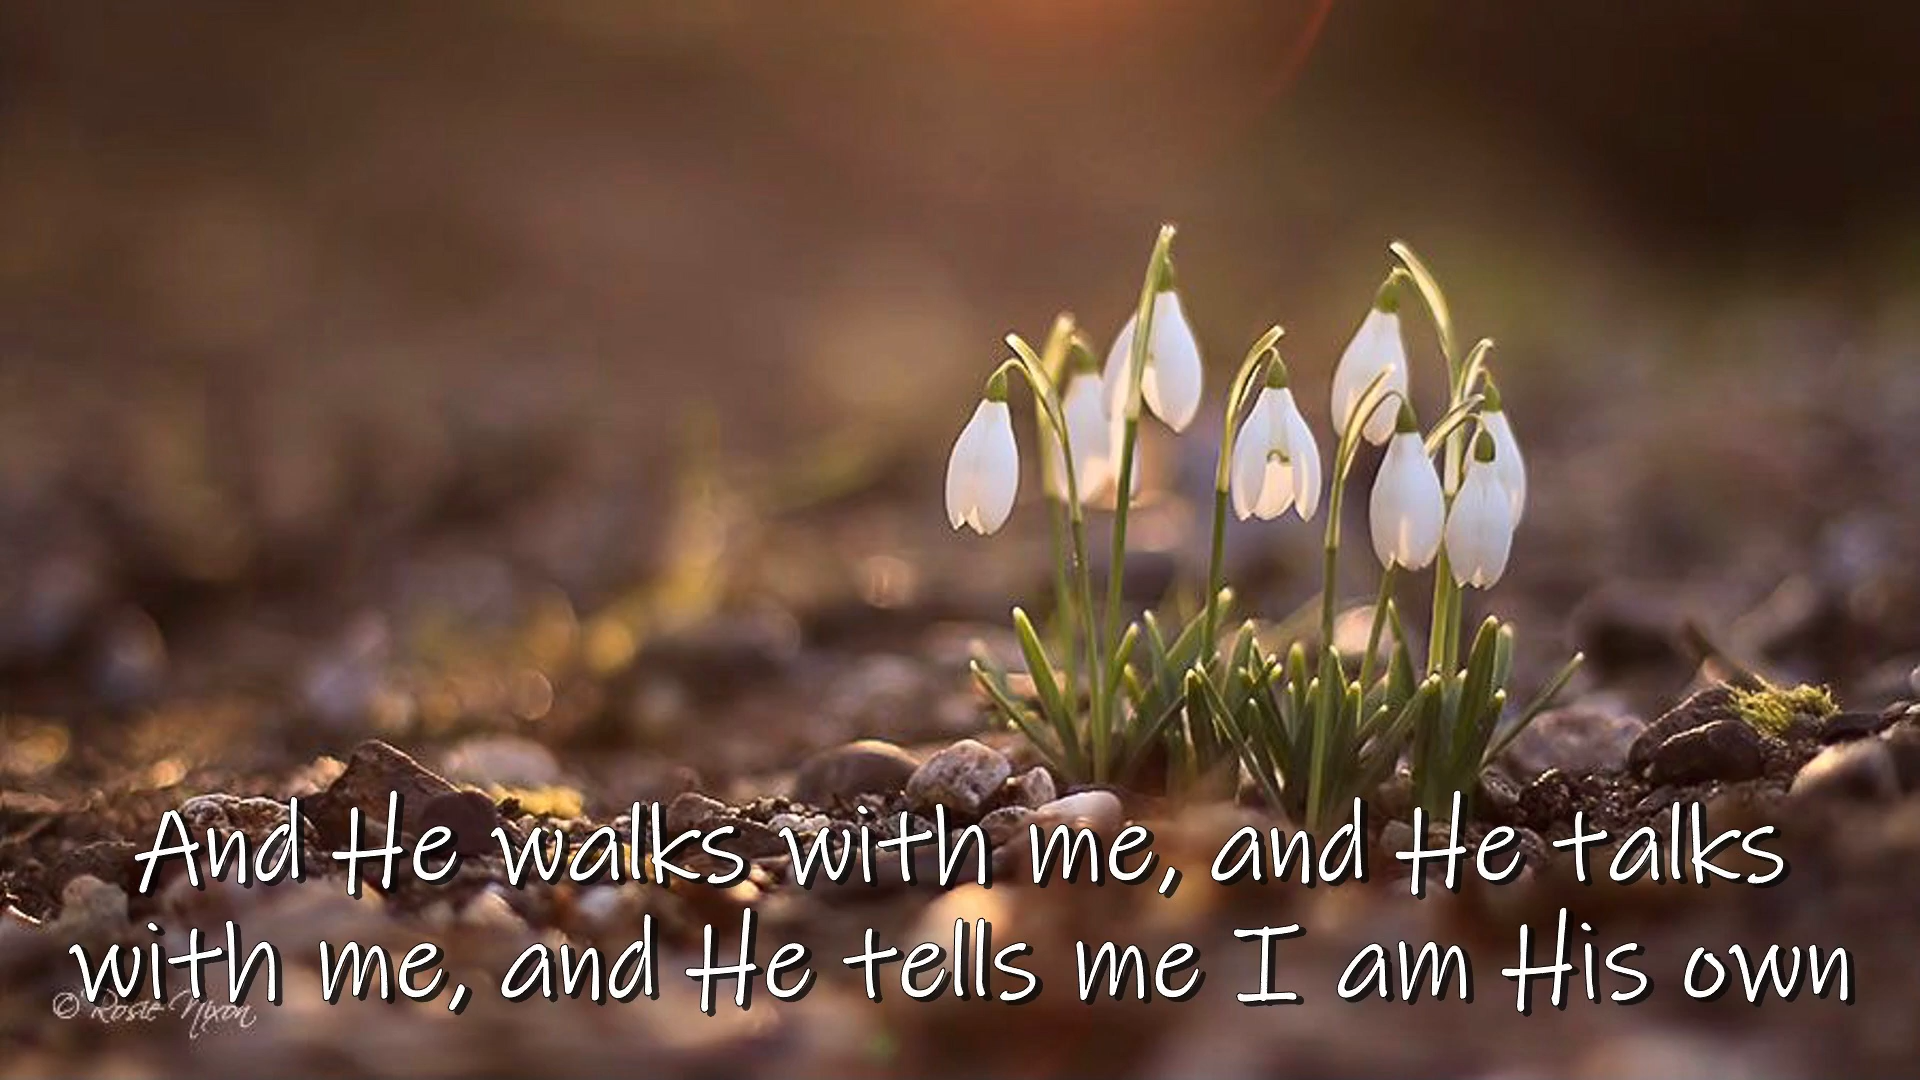 And He walks with me, and He talks
with me, and He tells me I am His own
© Rosie Nixon